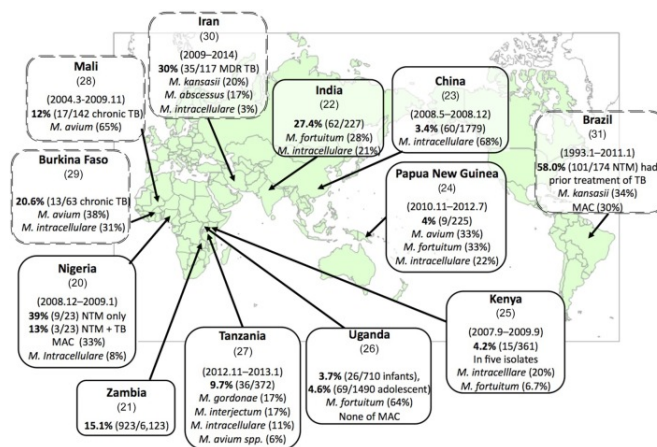 Iran
(30)
(2009–2014)
30% (35/117 MDR TB)
M. kansasii (20%)
M. abscessus (17%)
M. intracellulare (3%)
Mali
(28)
(2004.3-2009.11)
12% (17/142 chronic TB)
M. avium (65%)
India
(22)
27.4% (62/227)
M. fortuitum (28%)
M. intracellulare (21%)
China
(23)
(2008.5–2008.12)
3.4% (60/1779)
M. intracellulare (68%)
Brazil
(31)
(1993.1–2011.1)
58.0% (101/174 NTM) had
prior treatment of TB
M. kansasii (34%)
MAC (30%)
Burkina Faso
(29)
20.6% (13/63 chronic TB)
M. avium (38%)
M. intracellulare (31%)
Papua New Guinea
(24)
(2010.11–2012.7)
4% (9/225)
M. avium (33%)
M. fortuitum (33%)
M. intracellulare (22%)
Nigeria
(20)
(2008.12–2009.1)
39% (9/23) NTM only
13% (3/23) NTM + TB
MAC (33%)
M. Intracellulare (8%)
Kenya
(25)
(2007.9–2009.9)
4.2% (15/361)
In five isolates
M. intracelllare (20%)
M. fortuitum (6.7%)
Tanzania
(27)
(2012.11–2013.1)
9.7% (36/372)
M. gordonae (17%)
M. interjectum (17%)
M. intracellulare (11%)
M. avium spp. (6%)
Uganda
(26)
3.7% (26/710 infants),
4.6% (69/1490 adolescent)
M. fortuitum (64%)
None of MAC
Zambia
(21)
15.1% (923/6,123)